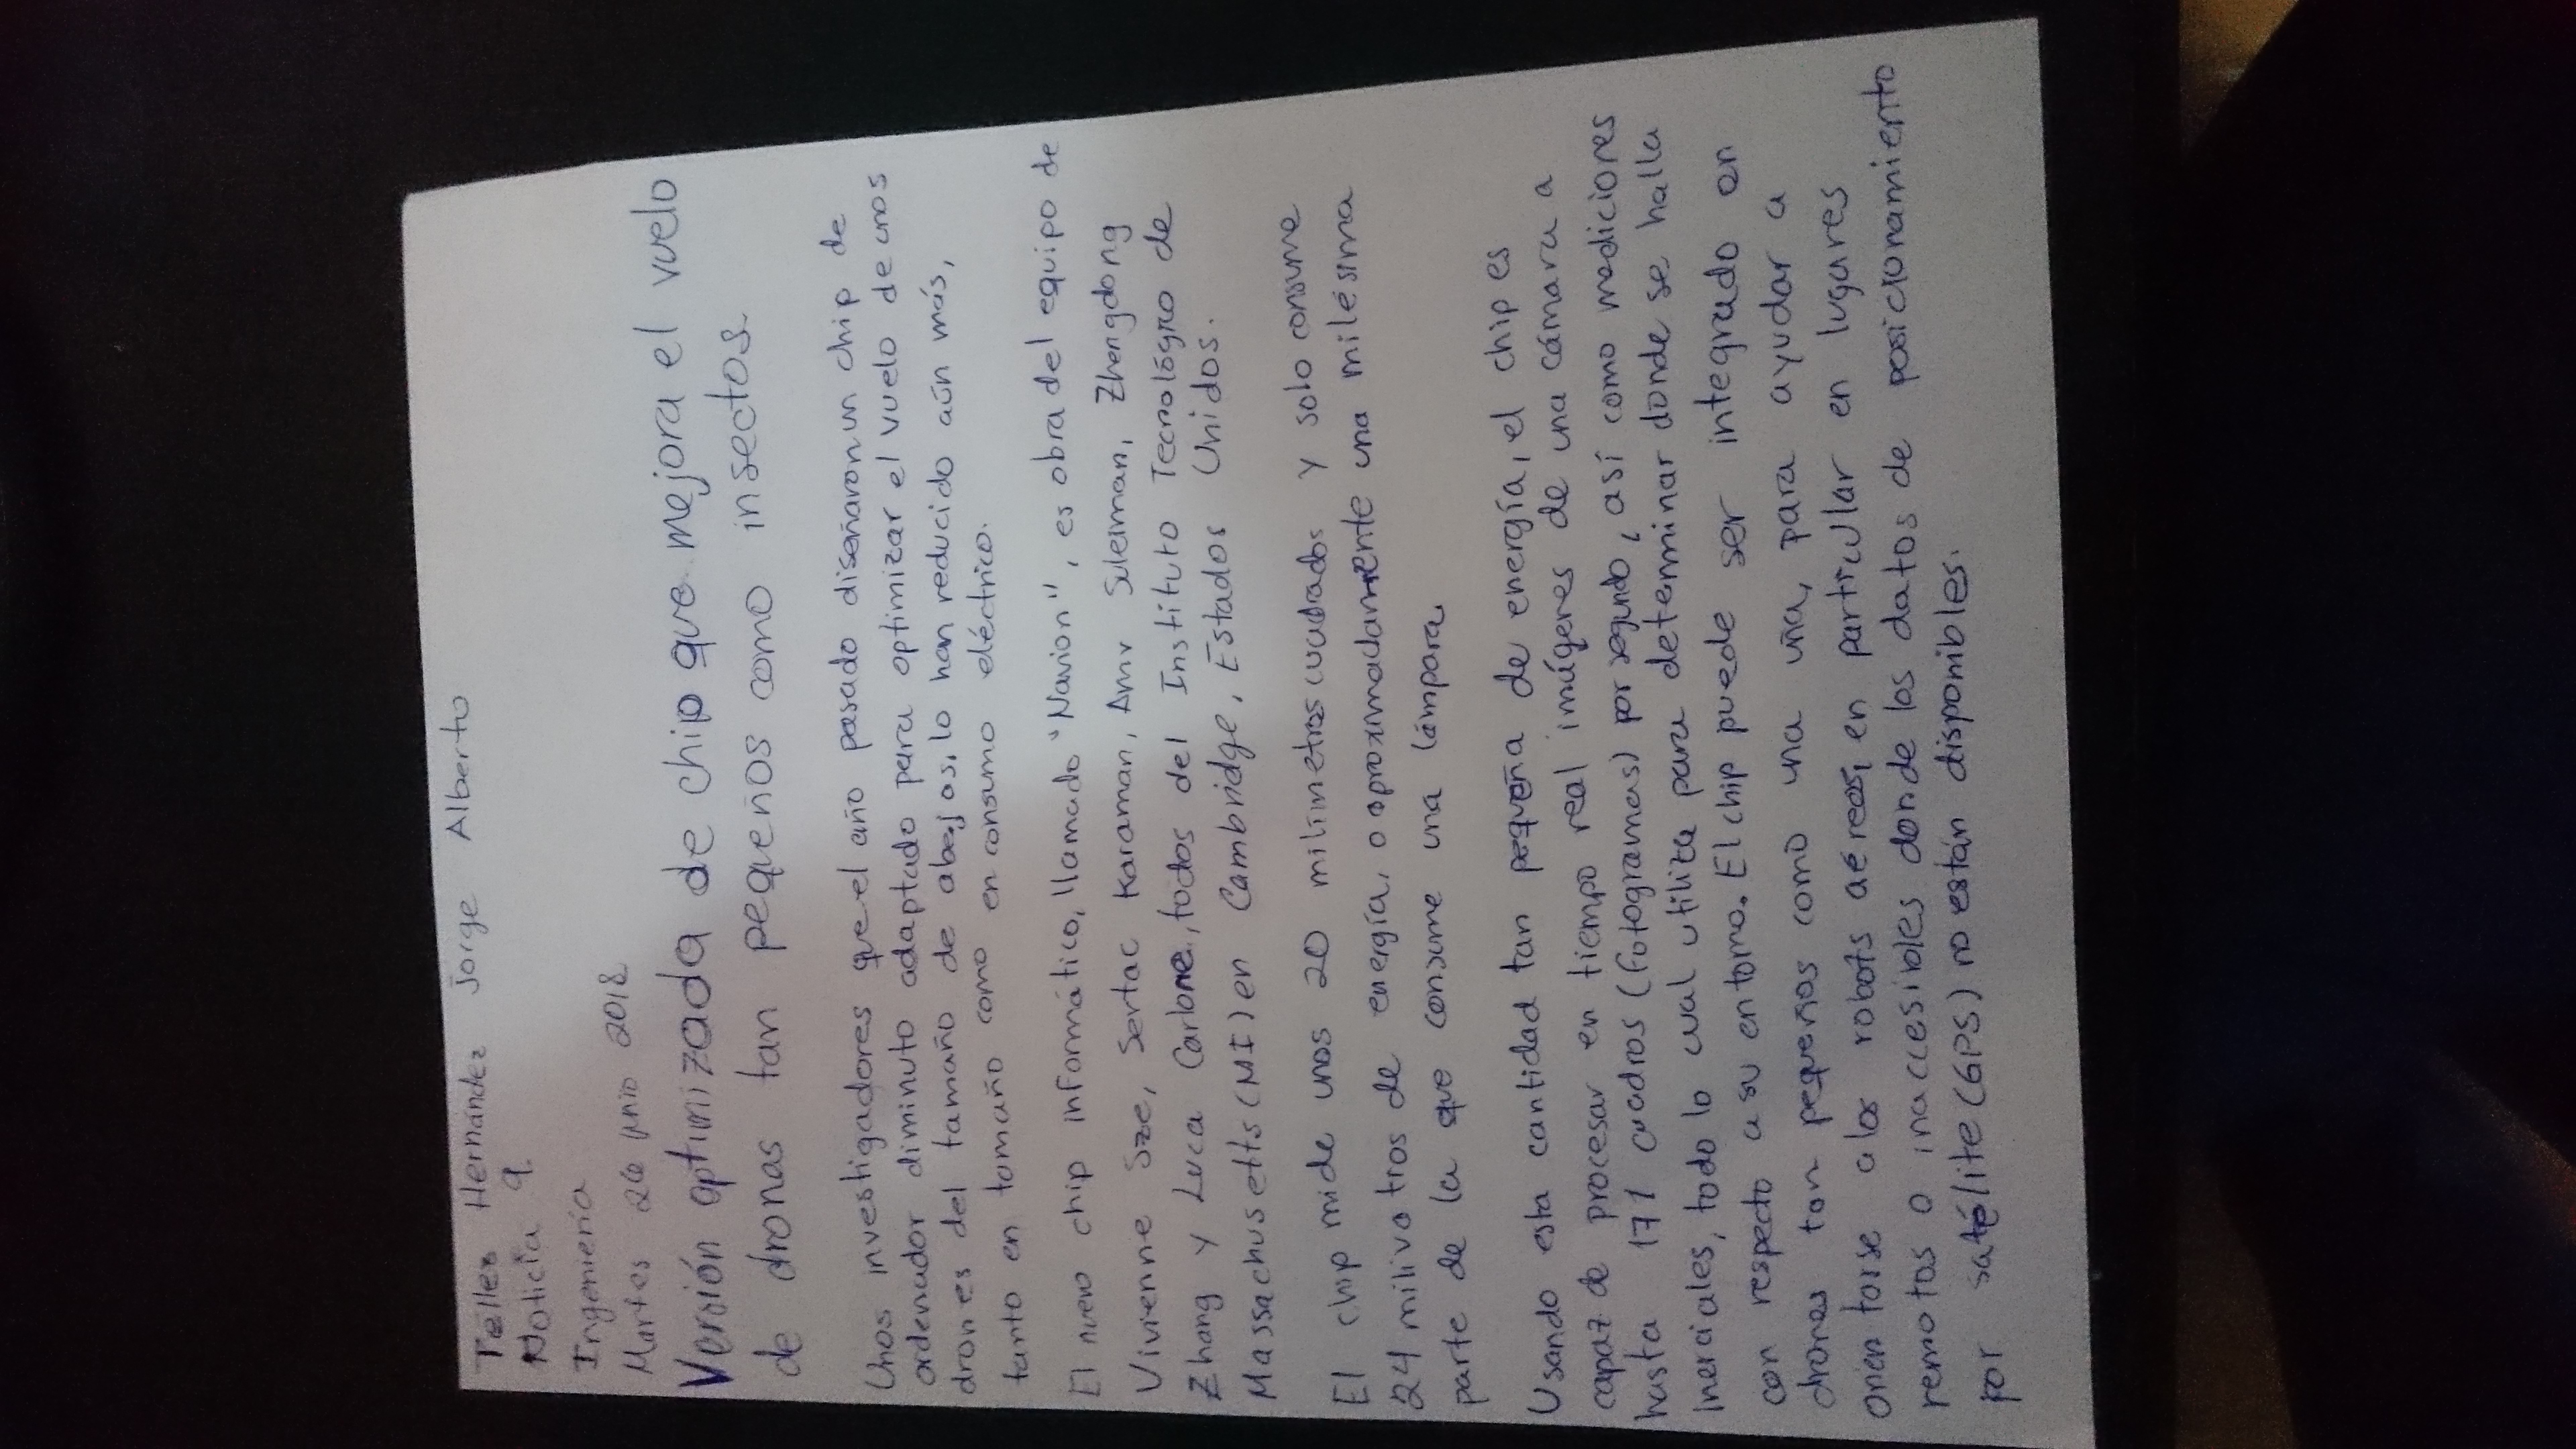 Téllez Hernández Jorge Alberto
Noticia 9.
Ingeniería
Martes 26 junio 2018
Versión optimizada de chip que mejora el vuelo
de drones tan pequeños como insectos.
Unos investigadores que el año pasado diseñaron un chip de
ordenador diminuto adaptado para optimizar el vuelo de unos
drones del tamaño de abejas, lo han reducido aún más,
tanto en tamaño como en consumo eléctrico.
El nuevo chip informático, llamado "Navion", es obra del equipo de
Vivienne Sze, Sertac Karaman, Amr Suleiman, Zhengdong
Zhang y Luca Carlone, todos del Instituto Tecnológico de
Massachusetts (MI) en Cambridge, Estados Unidos.
El chip mide unos 20 milimetros cuadrados y solo consume
24 milivatios de energía, o aproximadamente una milésima
parte de la que consume una lámpara
Usando esta cantidad tan pequeña de energía, el chip es
capaz de procesar en tiempo real imágenes de una cámara a
hasta 171 cuadros (fotogramas) por segundo, así como mediciones
inerciales, todo lo cual utiliza para determinar donde se halla
con respecto a su entorno. El chip puede ser integrado en
drones tan pequeños como una uña, para ayudar a
orientarse a los robots aéreos, en particular en lugares
remotos o inaccesibles donde los datos de posicionamiento
por satélite (GPS) no están disponibles.